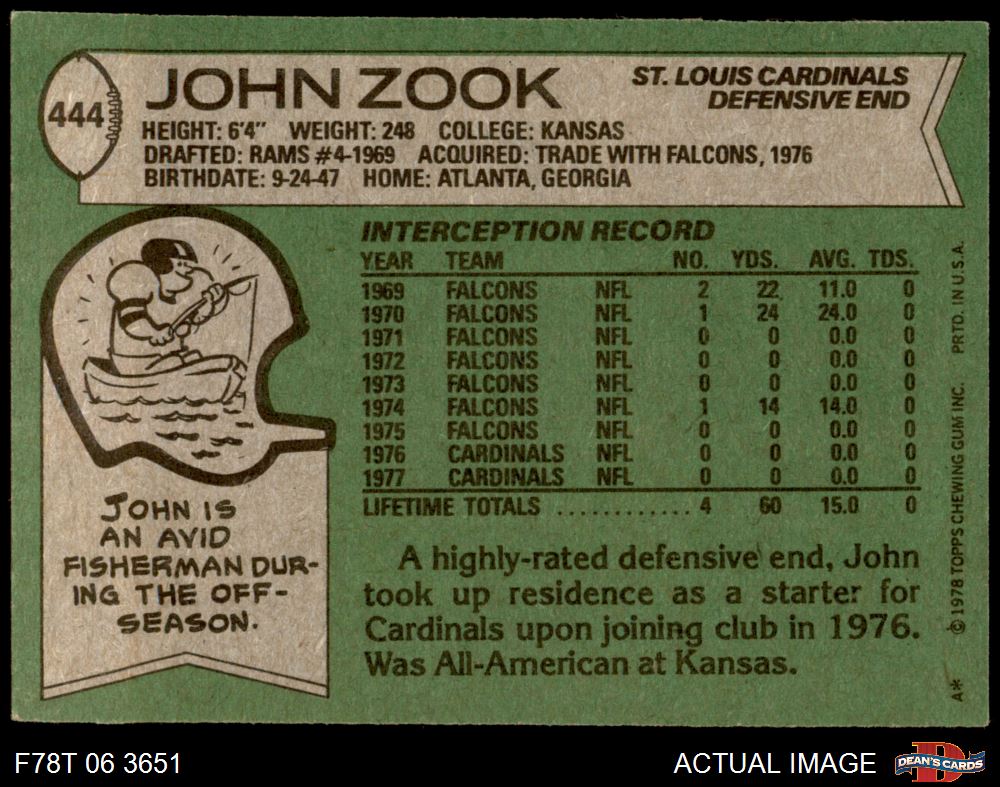 444
JOHN ZOOK
ST. LOUIS CARDINALS
DEFENSIVE END
HEIGHT: 6'4" WEIGHT: 248 COLLEGE: KANSAS
DRAFTED: RAMS #4-1969 ACQUIRED: TRADE WITH FALCONS, 1976
BIRTHDATE: 9-24-47 HOME: ATLANTA, GEORGIA
INTERCEPTION RECORD
YEAR TEAM NO. YDS. AVG. TDS.
1969 FALCONS NFL 2 22 11.0 0
1970 FALCONS NFL 1 24 24.0 0
1971 FALCONS NFL 0 0 0.0 0
1972 FALCONS NFL 0 0 0.0 0
1973 FALCONS NFL 0 0 0.0 0
1974 FALCONS NFL 1 14 14.0 0
1975 FALCONS NFL 0 0 0.0 0
1976 CARDINALS NFL 0 0 0.0 0
1977 CARDINALS NFL 0 0 0.0 0
LIFETIME TOTALS ............ 4 60 15.0 0
JOHN IS
AN AVID
FISHERMAN DUR-
ING THE OFF-
SEASON.
A highly-rated defensive end, John
took up residence as a starter for
Cardinals upon joining club in 1976.
Was All-American at Kansas.
A* © 1978 TOPPS CHEWING GUM INC. PRTD. IN U.S.A.
F78T 06 3651
ACTUAL IMAGE
D
DEAN'S CARDS